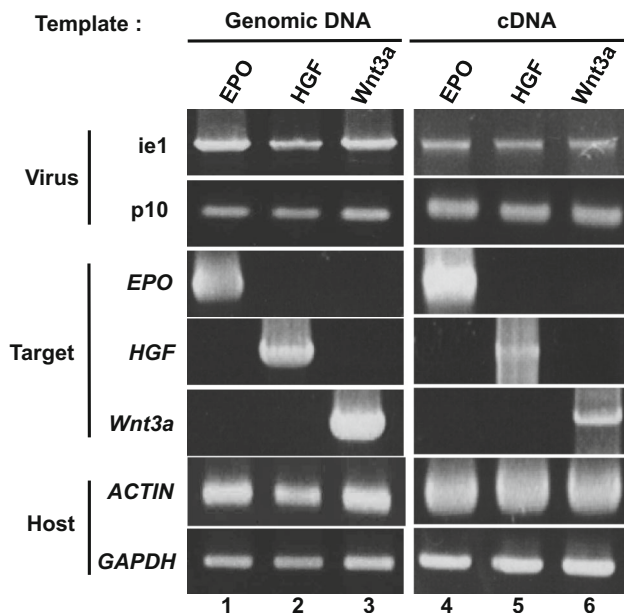 Template : Genomic DNA cDNA
EPO HGF Wnt3a EPO HGF Wnt3a
Virus
ie1
p10
Target
EPO
HGF
Wnt3a
Host
ACTIN
GAPDH
1 2 3 4 5 6